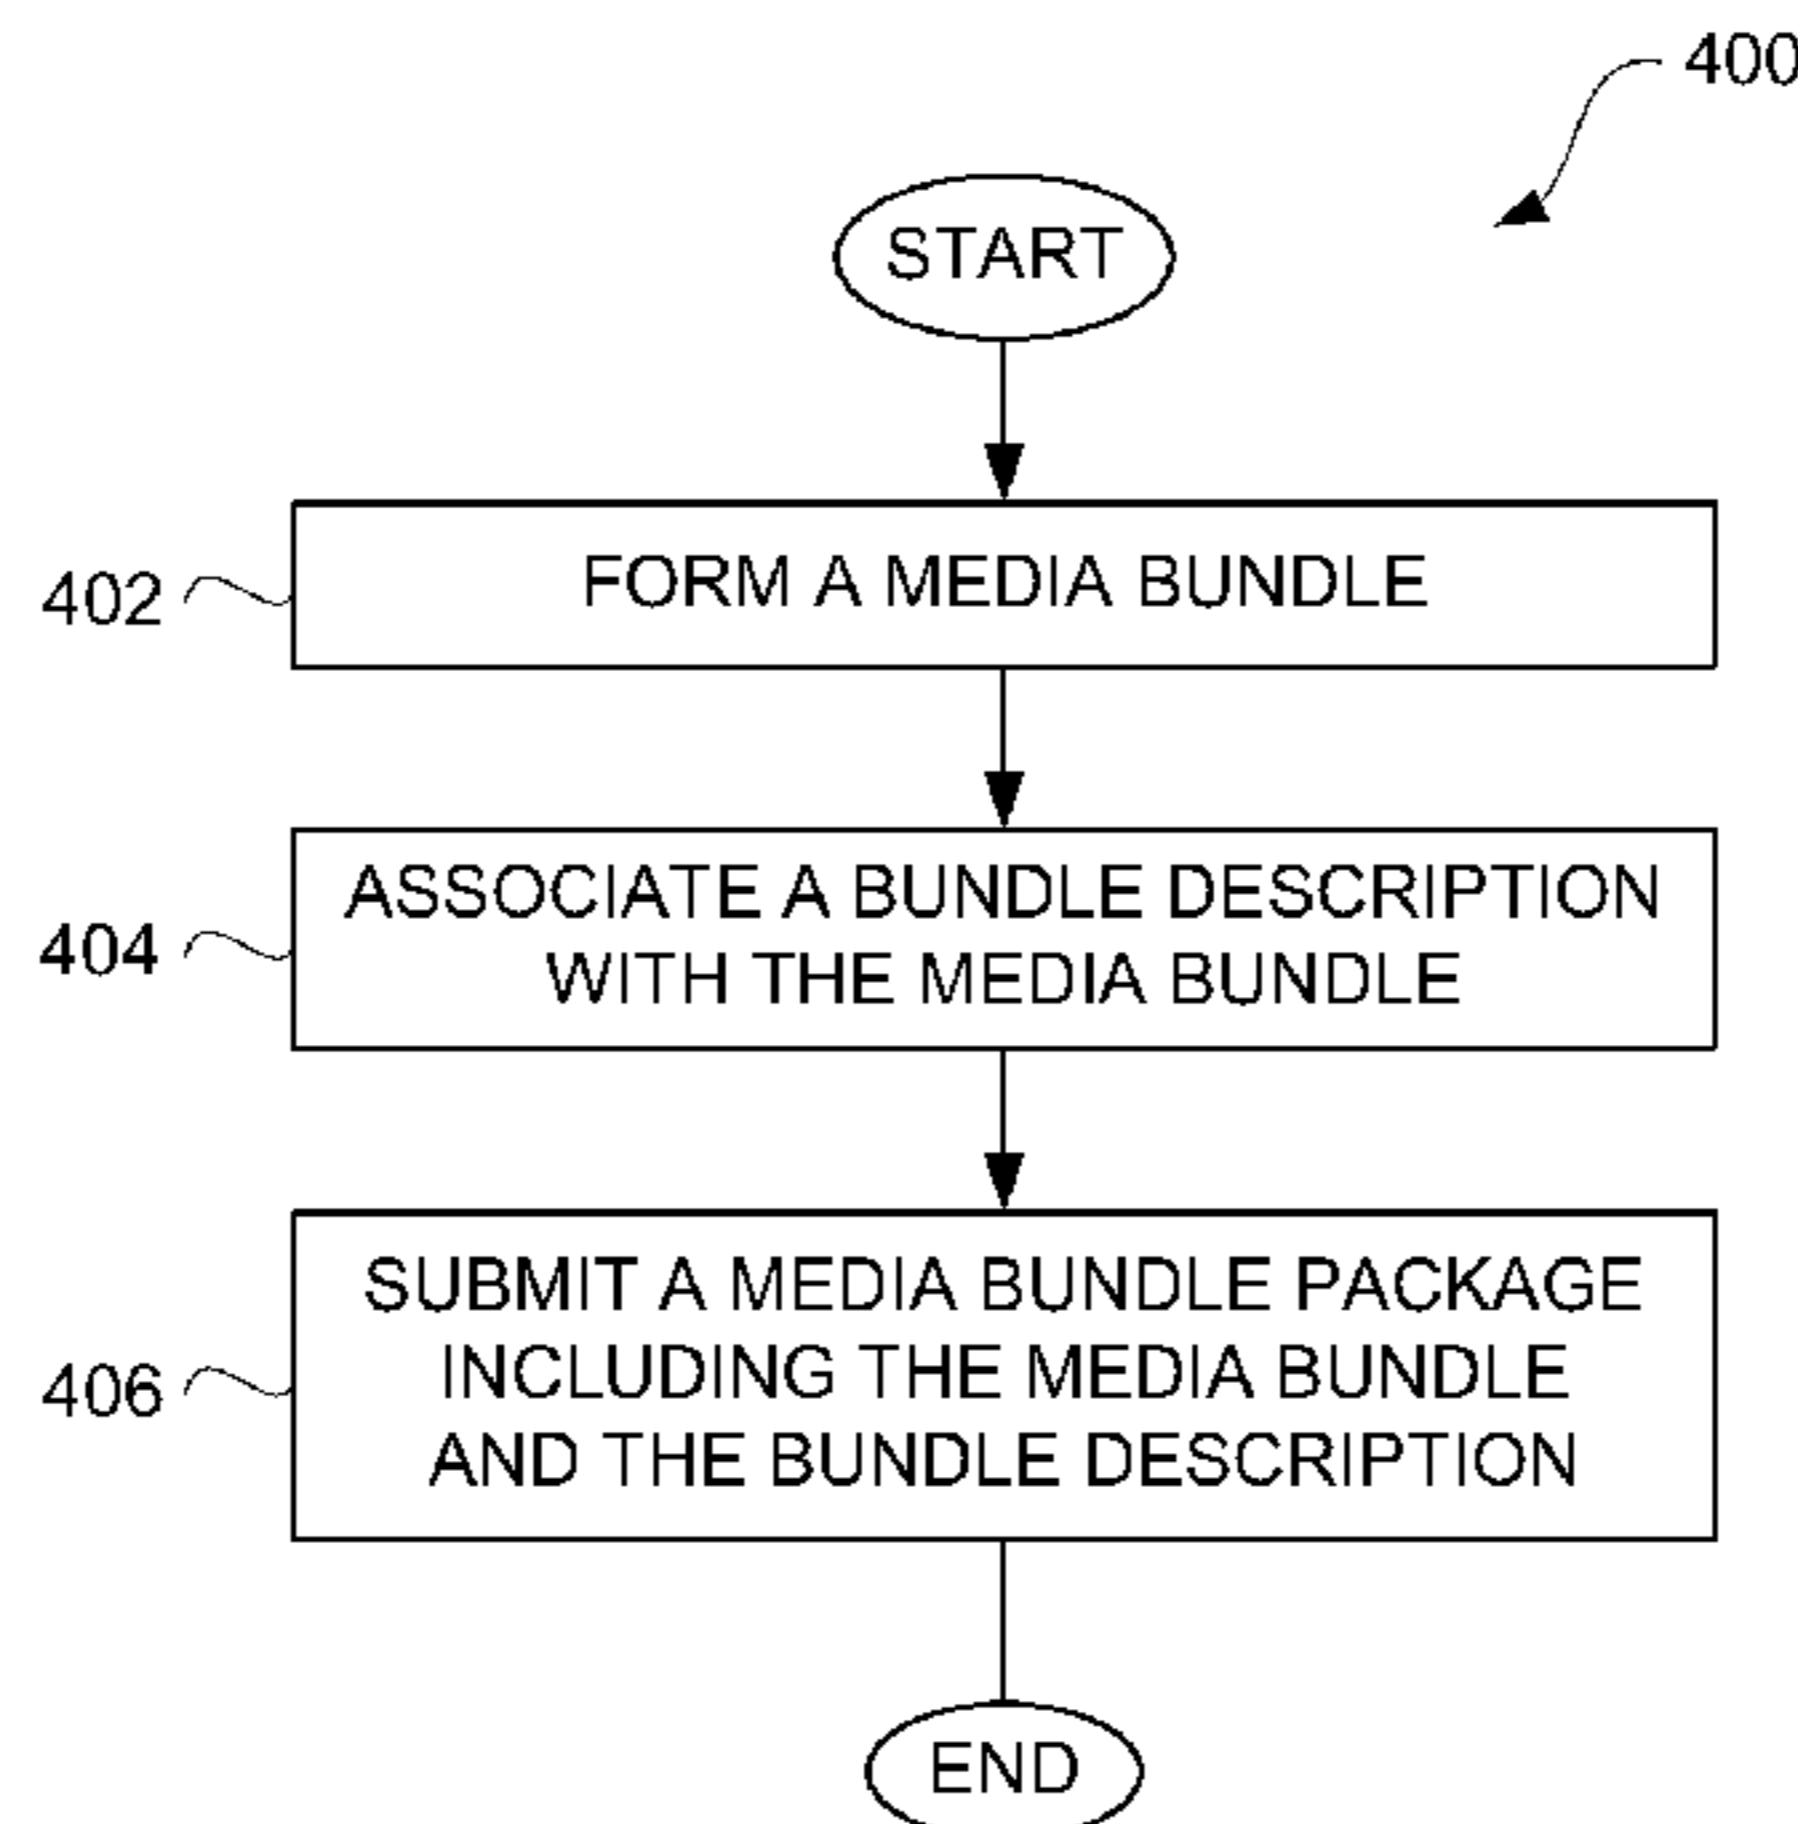 400
START
402
FORM A MEDIA BUNDLE
404
ASSOCIATE A BUNDLE DESCRIPTION
WITH THE MEDIA BUNDLE
406
SUBMIT A MEDIA BUNDLE PACKAGE
INCLUDING THE MEDIA BUNDLE
AND THE BUNDLE DESCRIPTION
END